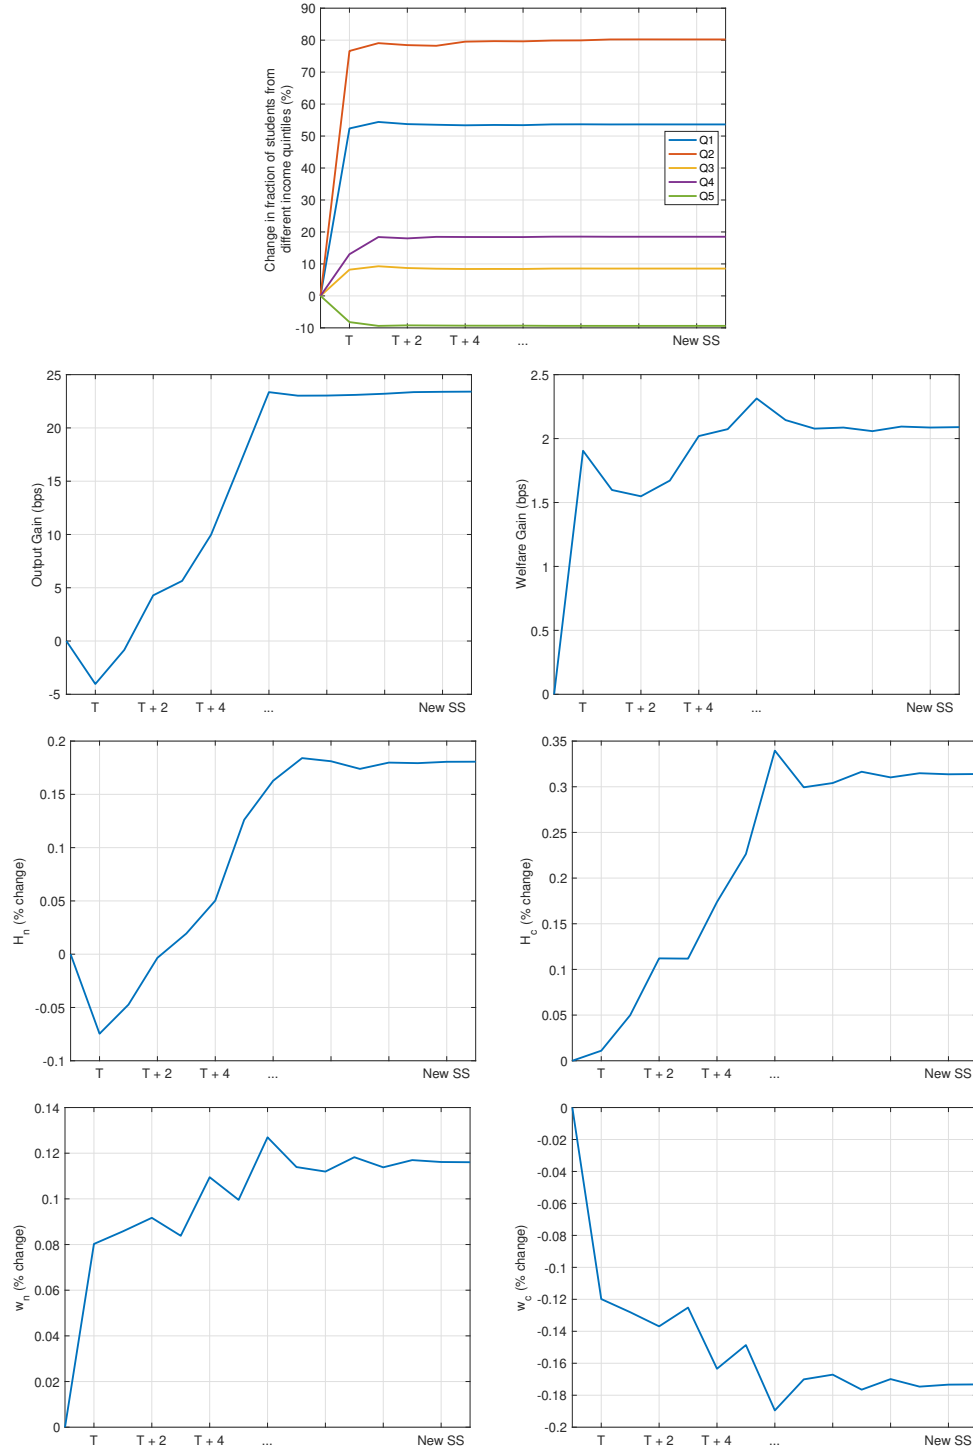 Change in fraction of students from
different income quintiles (%)
90
80
70
60
50
40
30
20
10
0
-10
Q1
Q2
Q3
Q4
Q5
T
T + 2
T + 4
...
New SS
Output Gain (bps)
25
20
15
10
5
0
-5
T
T + 2
T + 4
...
New SS
Welfare Gain (bps)
2.5
2
1.5
1
0.5
0
T
T + 2
T + 4
...
New SS
H_n (% change)
0.2
0.15
0.1
0.05
0
-0.05
-0.1
T
T + 2
T + 4
...
New SS
H_c (% change)
0.35
0.3
0.25
0.2
0.15
0.1
0.05
0
T
T + 2
T + 4
...
New SS
w_n (% change)
0.14
0.12
0.1
0.08
0.06
0.04
0.02
0
T
T + 2
T + 4
...
New SS
w_c (% change)
0
-0.02
-0.04
-0.06
-0.08
-0.1
-0.12
-0.14
-0.16
-0.18
-0.2
T
T + 2
T + 4
...
New SS